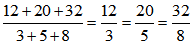 (12+20+32)/(3+5+8) = 12/3 = 20/5 = 32/8